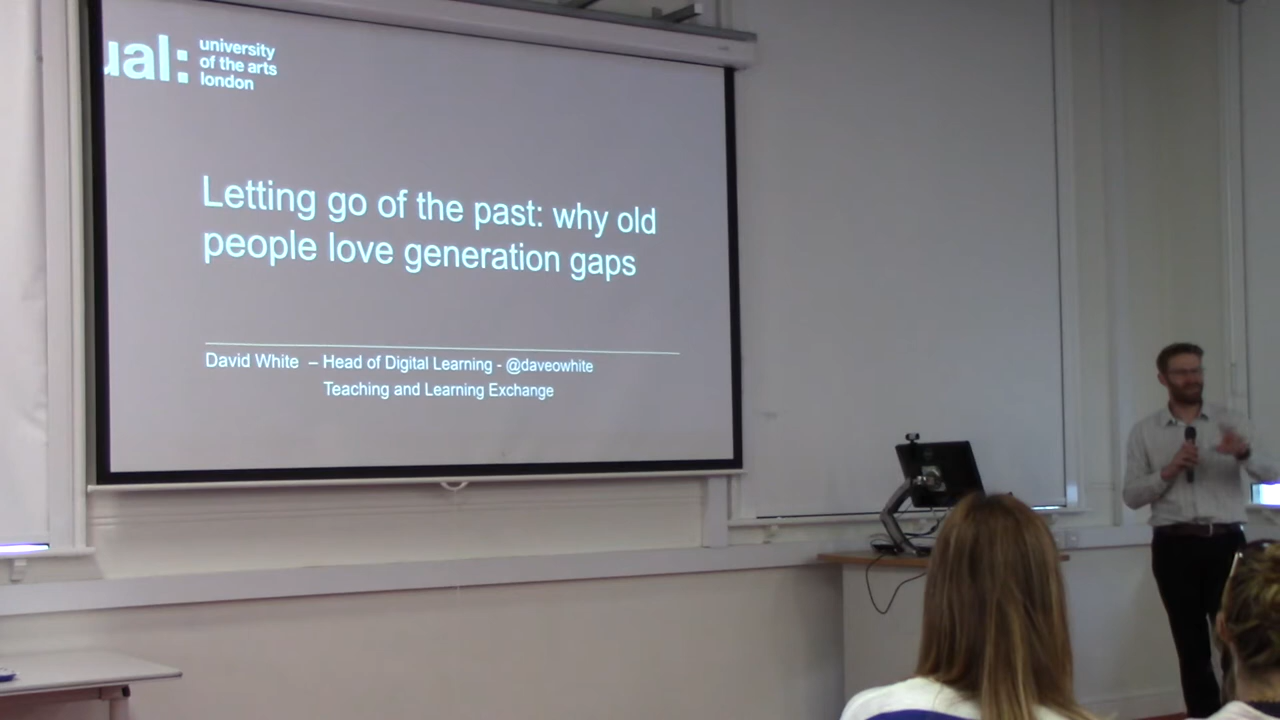 ual:
university
of the arts
london
Letting go of the past: why old
people love generation gaps
David White – Head of Digital Learning - @daveowhite
Teaching and Learning Exchange